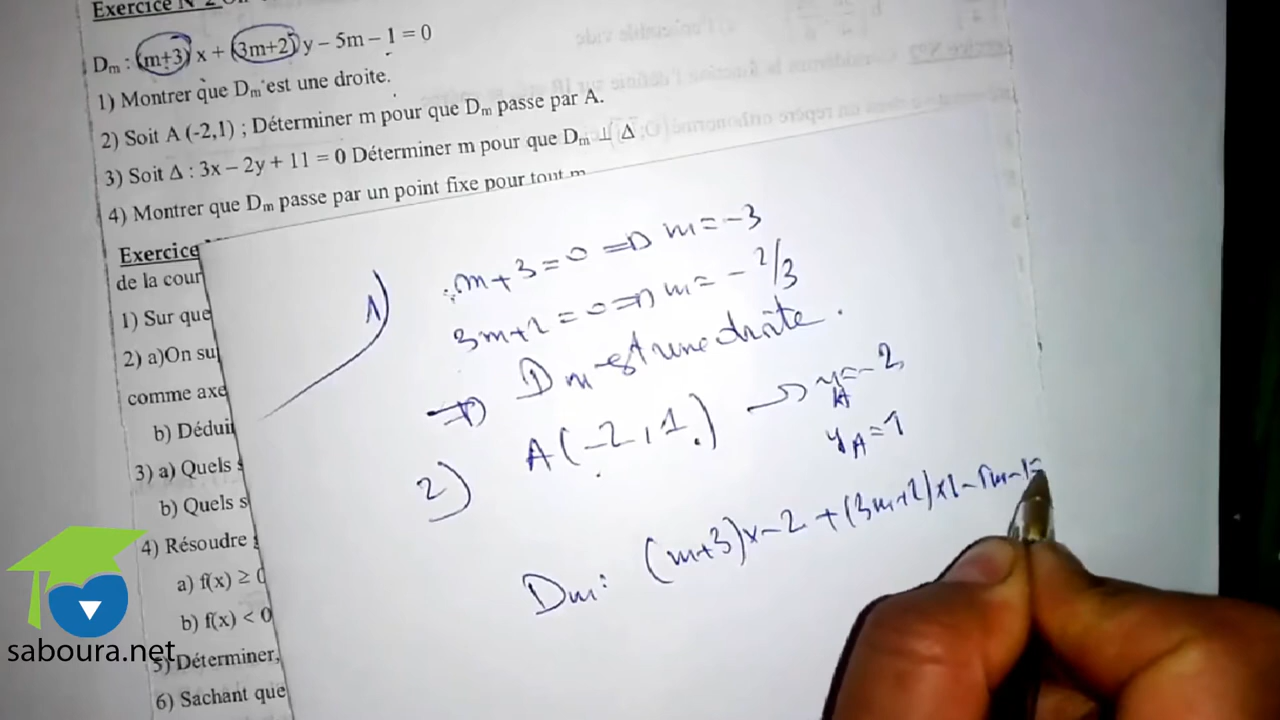 Exercice N°2
Dm : (m+3) x + (3m+2) y – 5m – 1 = 0
1) Montrer que Dm est une droite.
2) Soit A (-2,1) ; Déterminer m pour que Dm passe par A.
3) Soit Δ : 3x – 2y + 11 = 0 Déterminer m pour que Dm ⊥ Δ
4) Montrer que Dm passe par un point fixe pour tout m
Exercice
de la cour
1) Sur que
2) a)On su
comme axe
b) Dédui
3) a) Quels
b) Quels s
4) Résoudre
a) f(x) ≥ 0
b) f(x) < 0
5) Déterminer,
6) Sachant que
1) m+3=0 => m=-3
3m+2=0 => m=-2/3
=> Dm est une droite.
2) A(-2,1) → xA=-2
yA=1
Dm: (m+3)x-2+(3m+2)x1-5m-1=
saboura.net